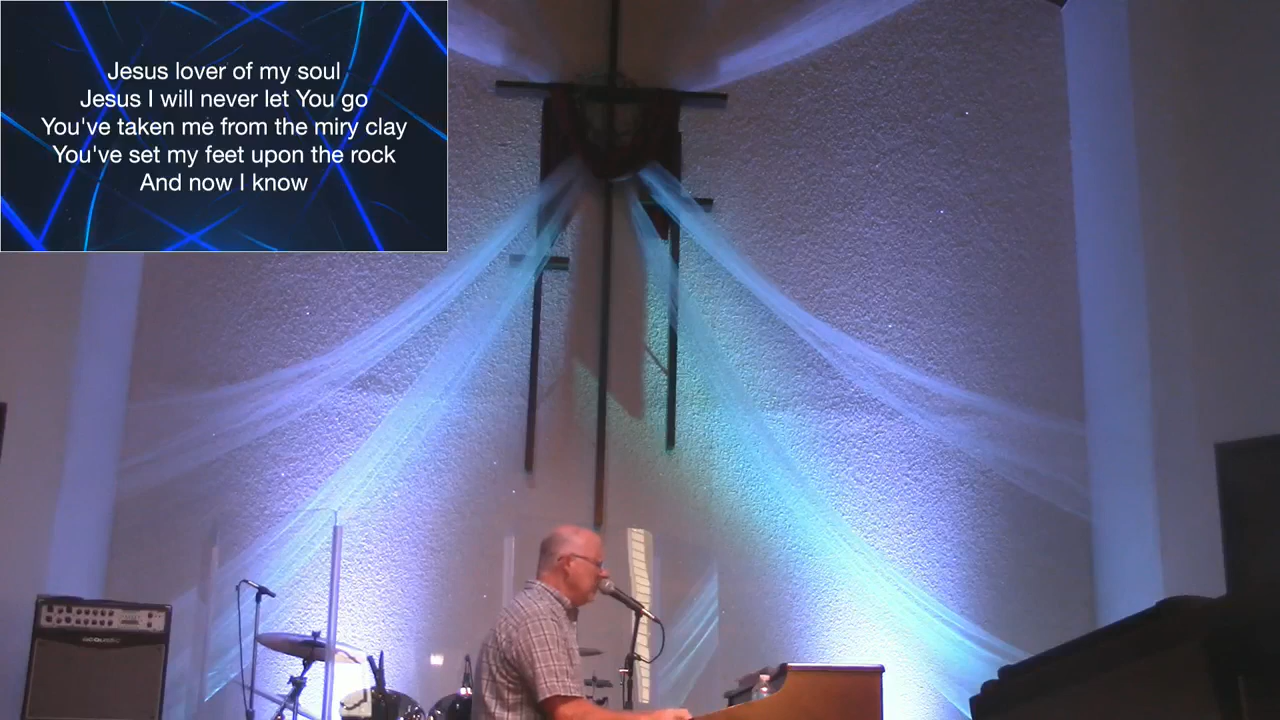 Jesus lover of my soul
Jesus I will never let You go
You've taken me from the miry clay
You've set my feet upon the rock
And now I know